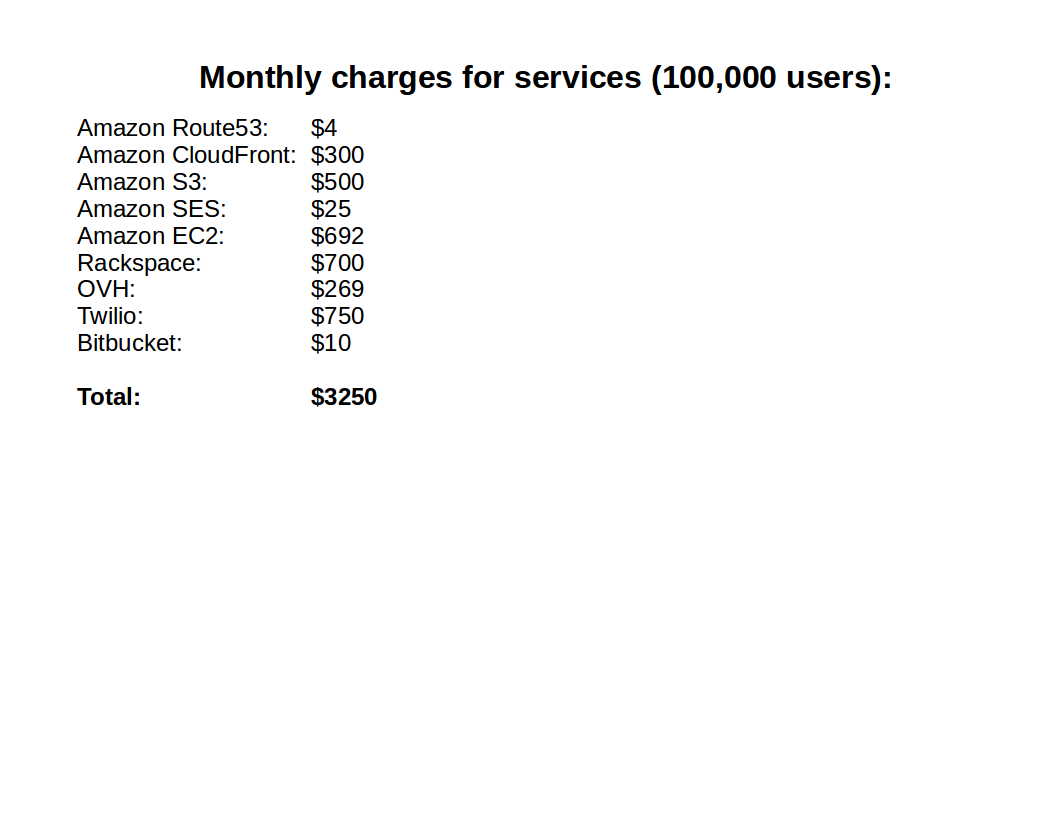 Monthly charges for services (100,000 users):
Amazon Route53: $4
Amazon CloudFront: $300
Amazon S3: $500
Amazon SES: $25
Amazon EC2: $692
Rackspace: $700
OVH: $269
Twilio: $750
Bitbucket: $10
Total: $3250